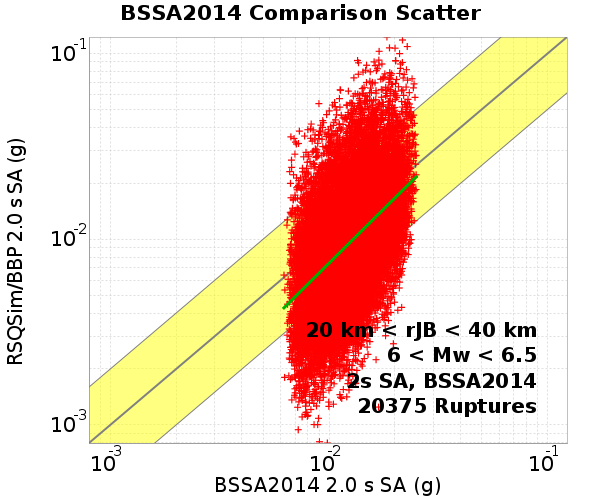 BSSA2014 Comparison Scatter
RSQSim/BBP 2.0 s SA (g)
10⁻¹
10⁻²
10⁻³
20 km < rJB < 40 km
6 < Mw < 6.5
2s SA, BSSA2014
20375 Ruptures
10⁻³ 10⁻² 10⁻¹
BSSA2014 2.0 s SA (g)